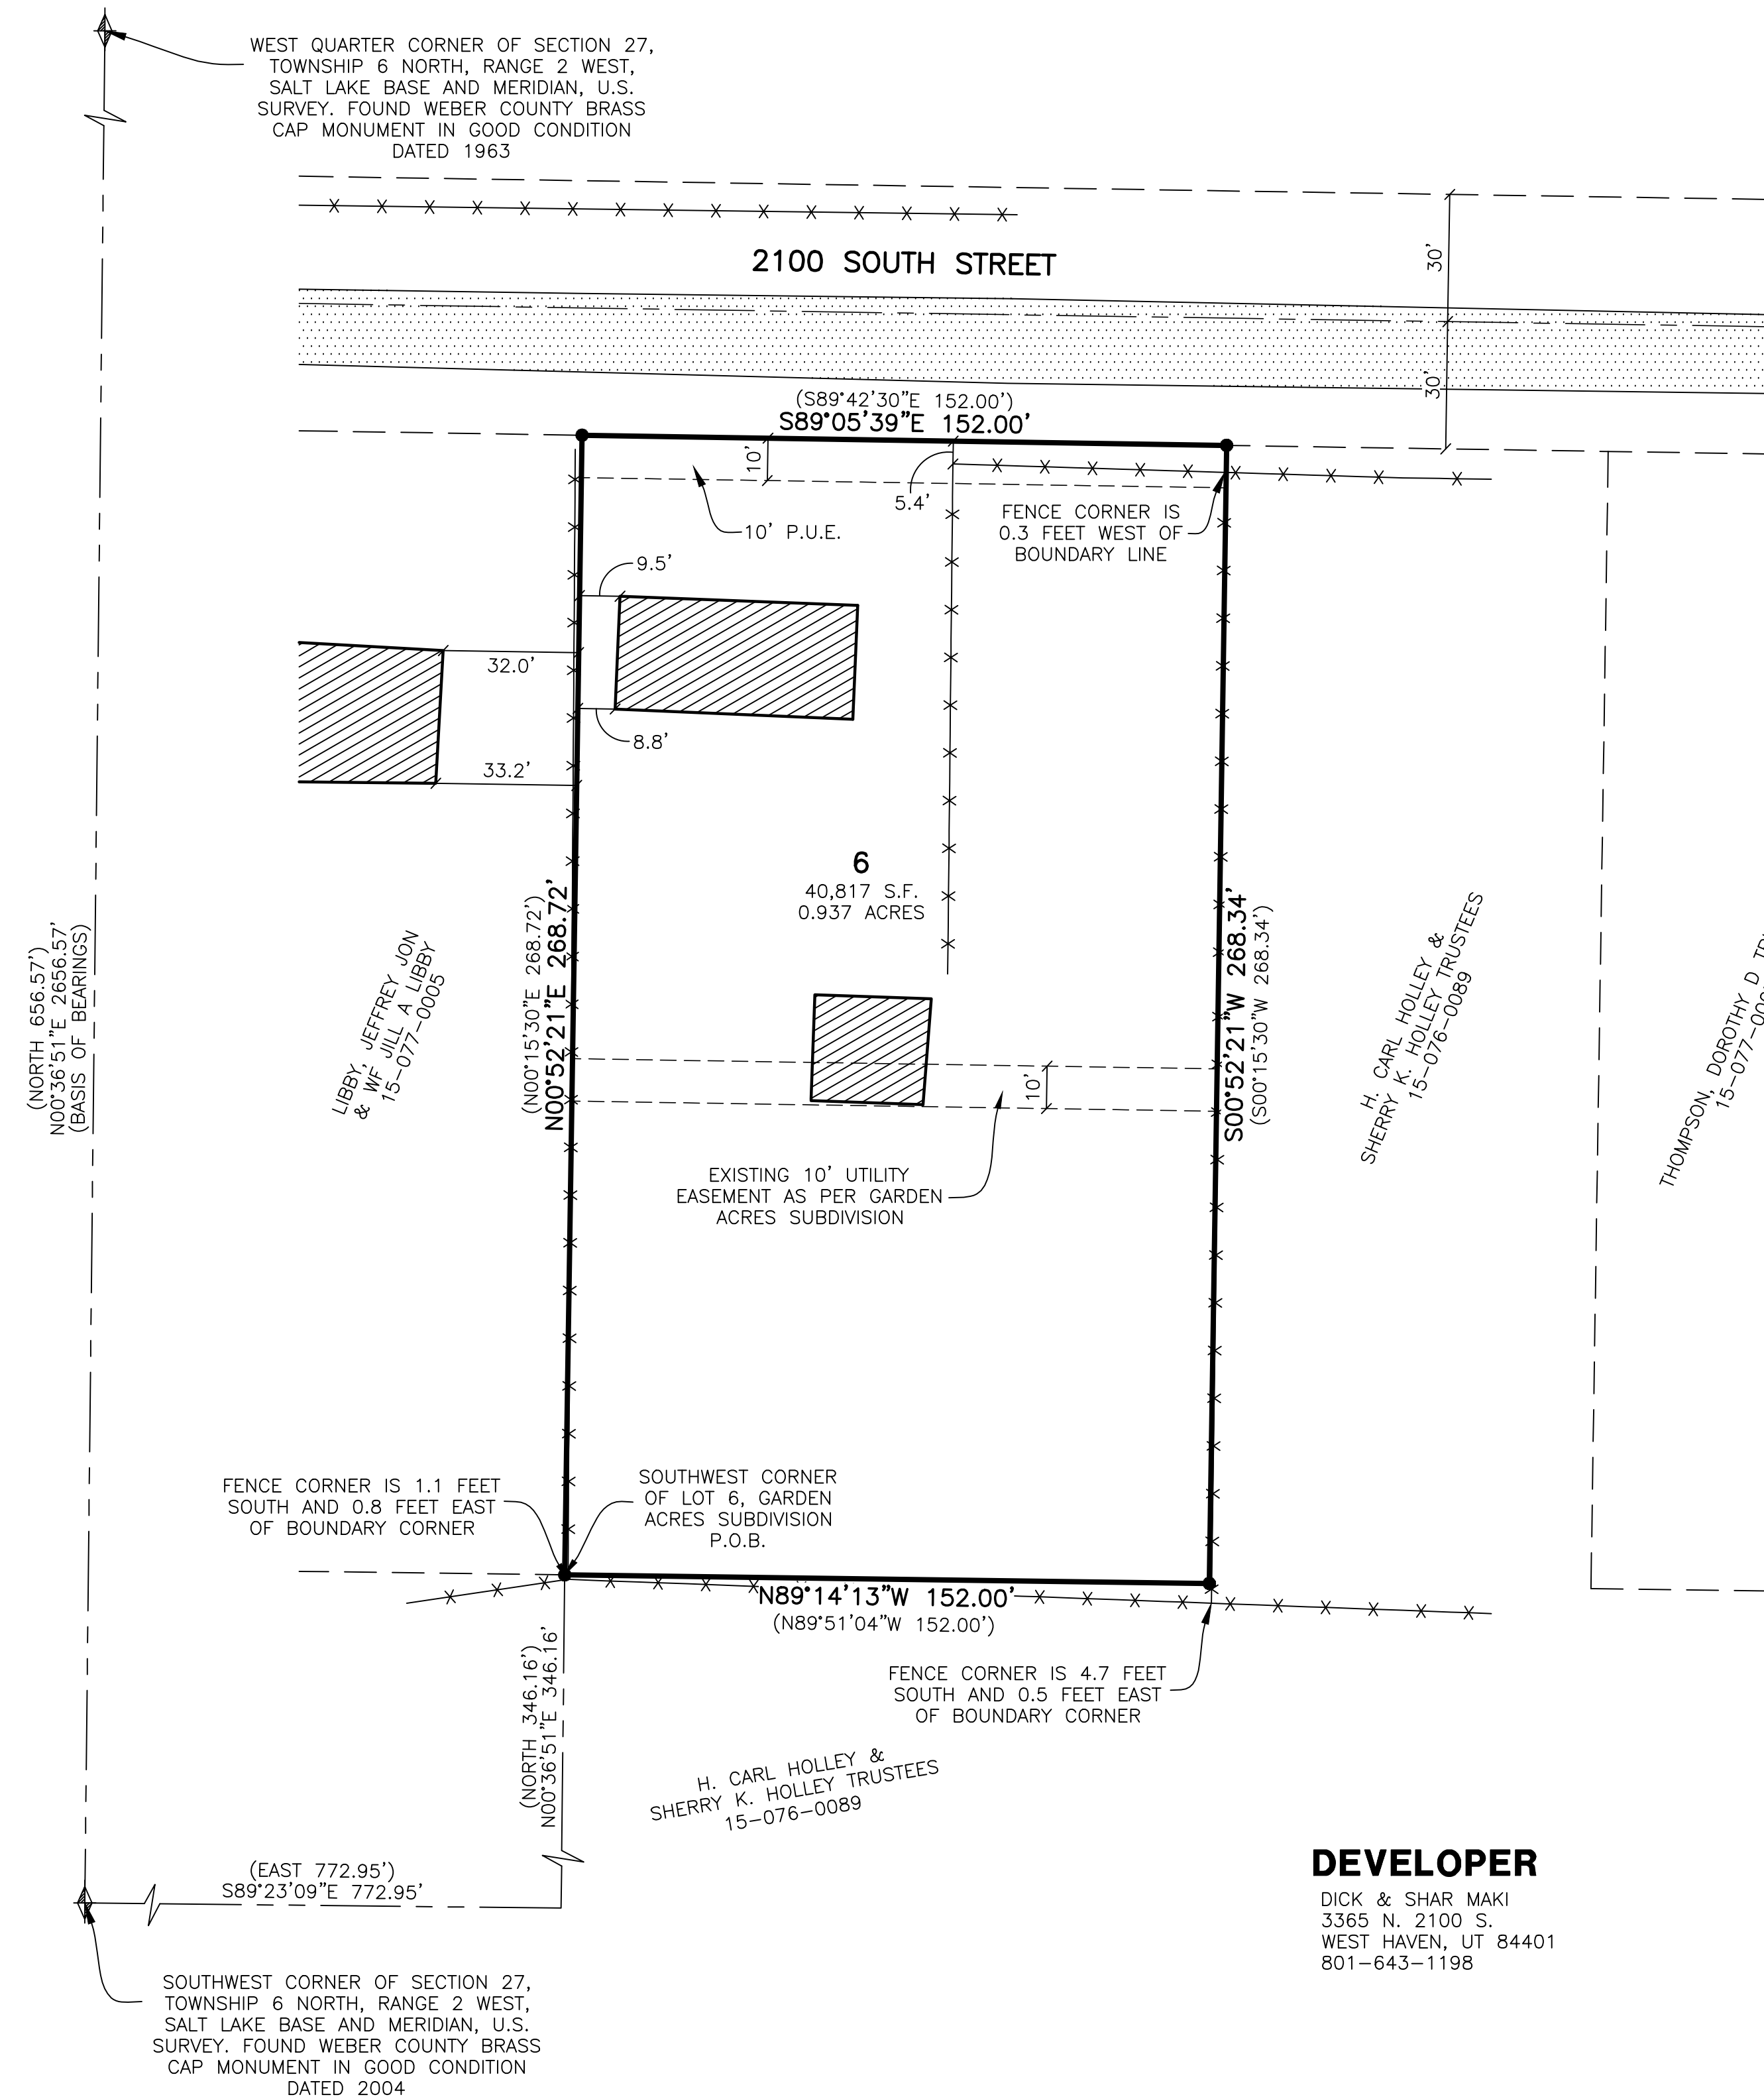 WEST QUARTER CORNER OF SECTION 27,
TOWNSHIP 6 NORTH, RANGE 2 WEST,
SALT LAKE BASE AND MERIDIAN, U.S.
SURVEY. FOUND WEBER COUNTY BRASS
CAP MONUMENT IN GOOD CONDITION
DATED 1963
2100 SOUTH STREET
30'
30'
(S89°42'30"E 152.00')
S89°05'39"E 152.00'
10'
5.4'
10' P.U.E.
FENCE CORNER IS
0.3 FEET WEST OF
BOUNDARY LINE
9.5'
32.0'
8.8'
33.2'
6
40,817 S.F.
0.937 ACRES
(NORTH 656.57')
N00°36'51"E 2656.57'
(BASIS OF BEARINGS)
LIBBY, JEFFREY JON
& WF JILL A LIBBY
15-077-0005
(N00°15'30"E 268.72')
N00°52'21"E 268.72'
S00°52'21"W 268.34'
(S00°15'30"W 268.34')
H. CARL HOLLEY &
SHERRY K. HOLLEY TRUSTEES
15-076-0089
THOMPSON, DOROTHY D
10'
EXISTING 10' UTILITY
EASEMENT AS PER GARDEN
ACRES SUBDIVISION
FENCE CORNER IS 1.1 FEET
SOUTH AND 0.8 FEET EAST
OF BOUNDARY CORNER
SOUTHWEST CORNER
OF LOT 6, GARDEN
ACRES SUBDIVISION
P.O.B.
N89°14'13"W 152.00'
(N89°51'04"W 152.00')
FENCE CORNER IS 4.7 FEET
SOUTH AND 0.5 FEET EAST
OF BOUNDARY CORNER
(NORTH 346.16')
N00°36'51"E 346.16'
H. CARL HOLLEY &
SHERRY K. HOLLEY TRUSTEES
15-076-0089
(EAST 772.95')
S89°23'09"E 772.95'
DEVELOPER
DICK & SHAR MAKI
3365 N. 2100 S.
WEST HAVEN, UT 84401
801-643-1198
SOUTHWEST CORNER OF SECTION 27,
TOWNSHIP 6 NORTH, RANGE 2 WEST,
SALT LAKE BASE AND MERIDIAN, U.S.
SURVEY. FOUND WEBER COUNTY BRASS
CAP MONUMENT IN GOOD CONDITION
DATED 2004